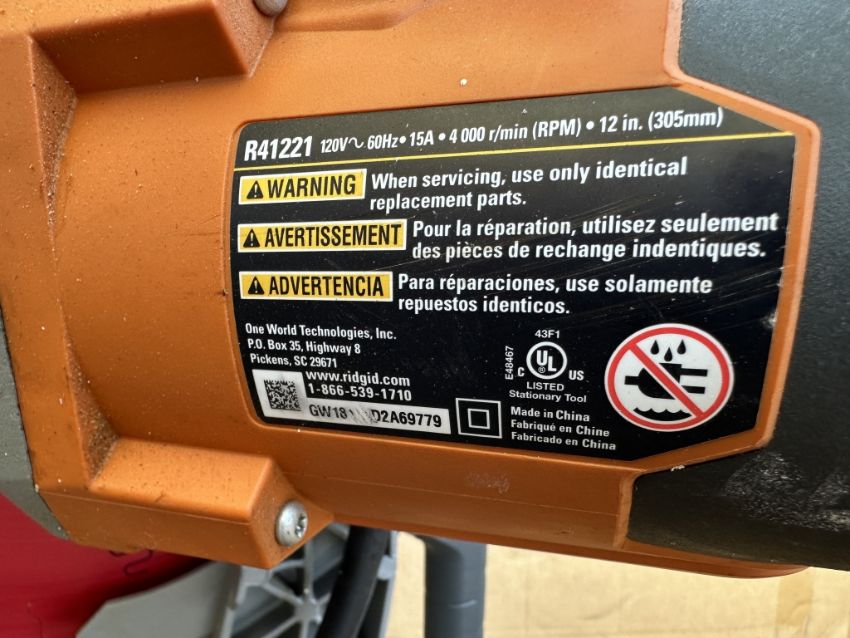 R41221 120V~ 60Hz • 15A • 4 000 r/min (RPM) • 12 in. (305mm)
WARNING When servicing, use only identical
replacement parts.
AVERTISSEMENT Pour la réparation, utilisez seulement
des pièces de rechange indentiques.
ADVERTENCIA Para réparaciones, use solamente
repuestos identicos.
One World Technologies, Inc.
P.O. Box 35, Highway 8
Pickens, SC 29671
www.ridgid.com
1-866-539-1710
GW18 D2A69779
E48467
43F1
C UL US
LISTED
Stationary Tool
Made in China
Fabriqué en Chine
Fabricado en China